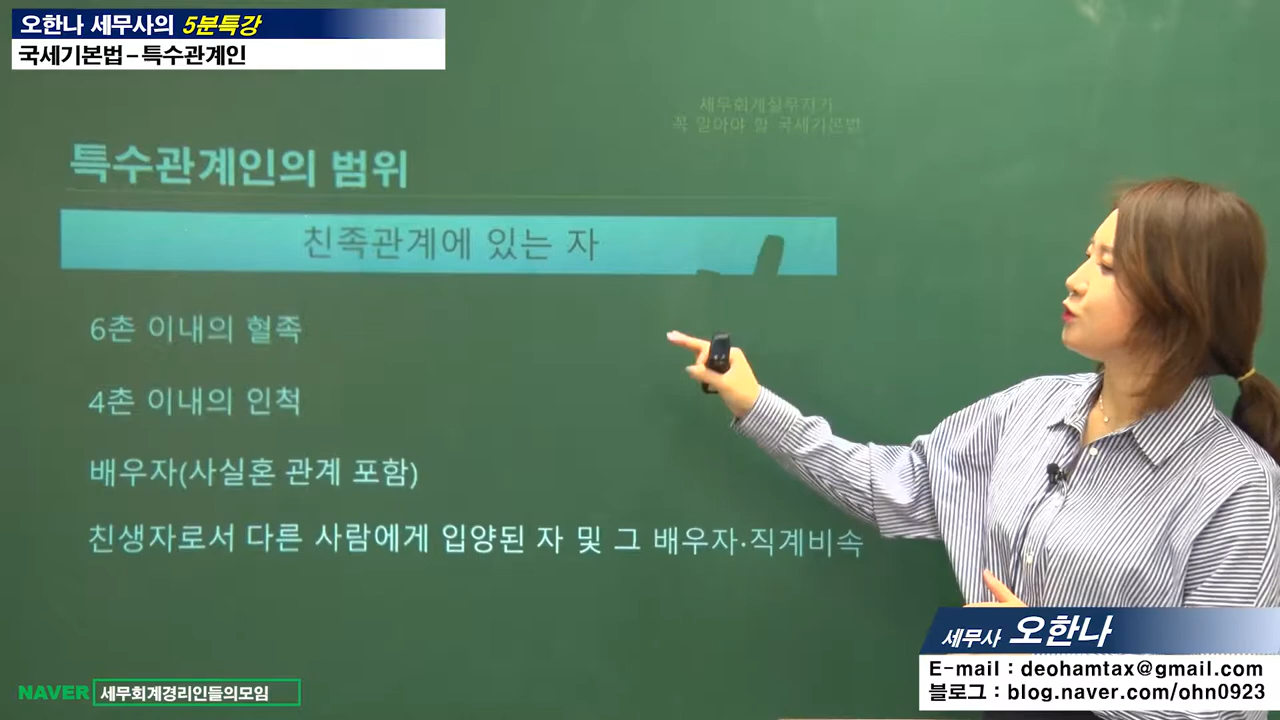 오한나 세무사의 5분특강
국세기본법-특수관계인
세무회계실무자가
꼭 알아야 할 국세기본법
특수관계인의 범위
친족관계에 있는 자
6촌 이내의 혈족
4촌 이내의 인척
배우자(사실혼 관계 포함)
친생자로서 다른 사람에게 입양된 자 및 그 배우자·직계비속
세무사 오한나
E-mail : deohamtax@gmail.com
블로그 : blog.naver.com/ohn0923
NAVER 세무회계경리인들의모임